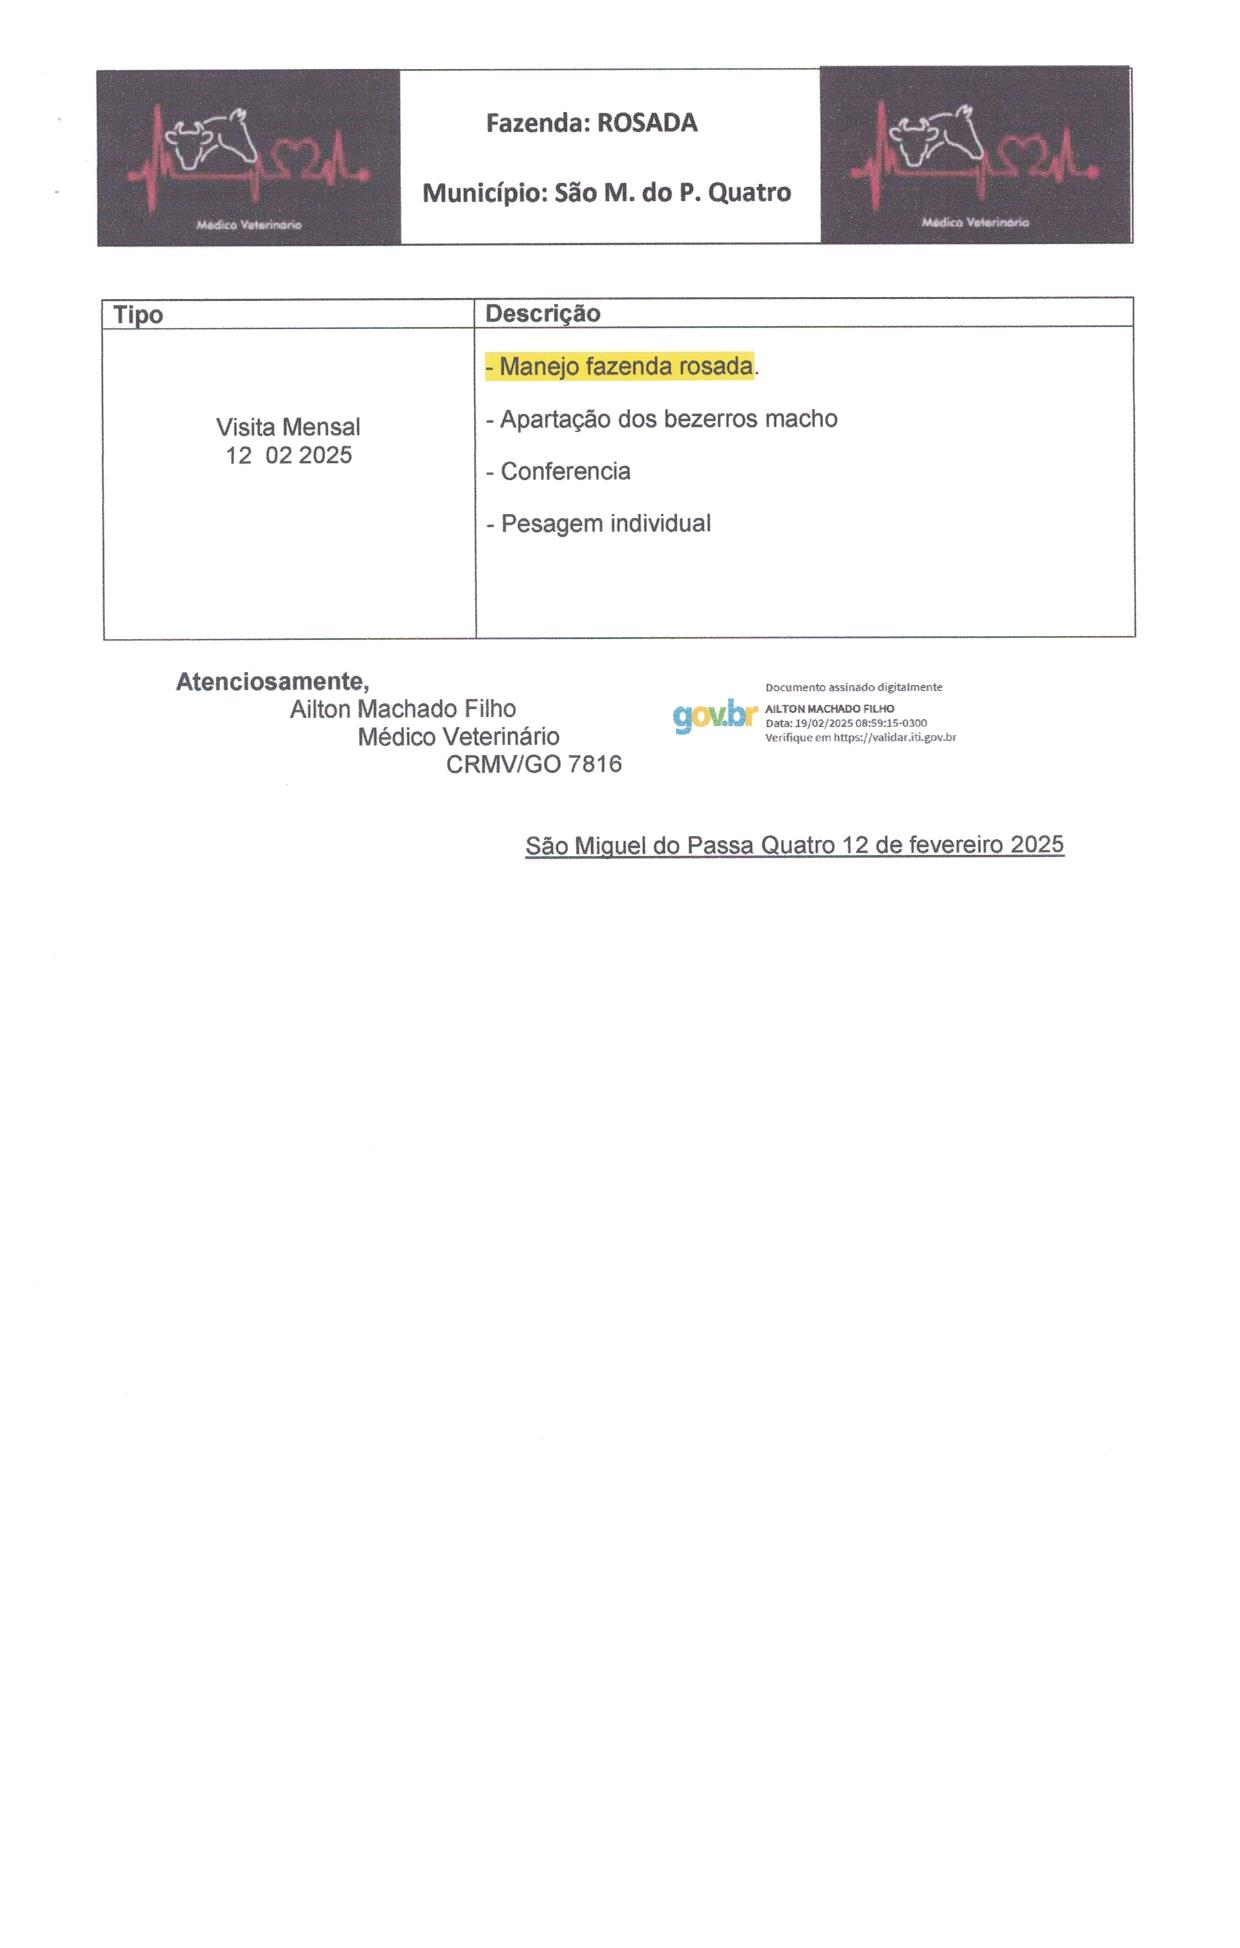 Médico Veterinário
Fazenda: ROSADA
Município: São M. do P. Quatro
Médico Veterinário
Tipo
Descrição
Visita Mensal
12 02 2025
- Manejo fazenda rosada.
- Apartação dos bezerros macho
- Conferencia
- Pesagem individual
Atenciosamente,
Ailton Machado Filho
Médico Veterinário
CRMV/GO 7816
gov.br
Documento assinado digitalmente
AILTON MACHADO FILHO
Data: 19/02/2025 08:59:15-0300
Verifique em https://validar.iti.gov.br
São Miguel do Passa Quatro 12 de fevereiro 2025